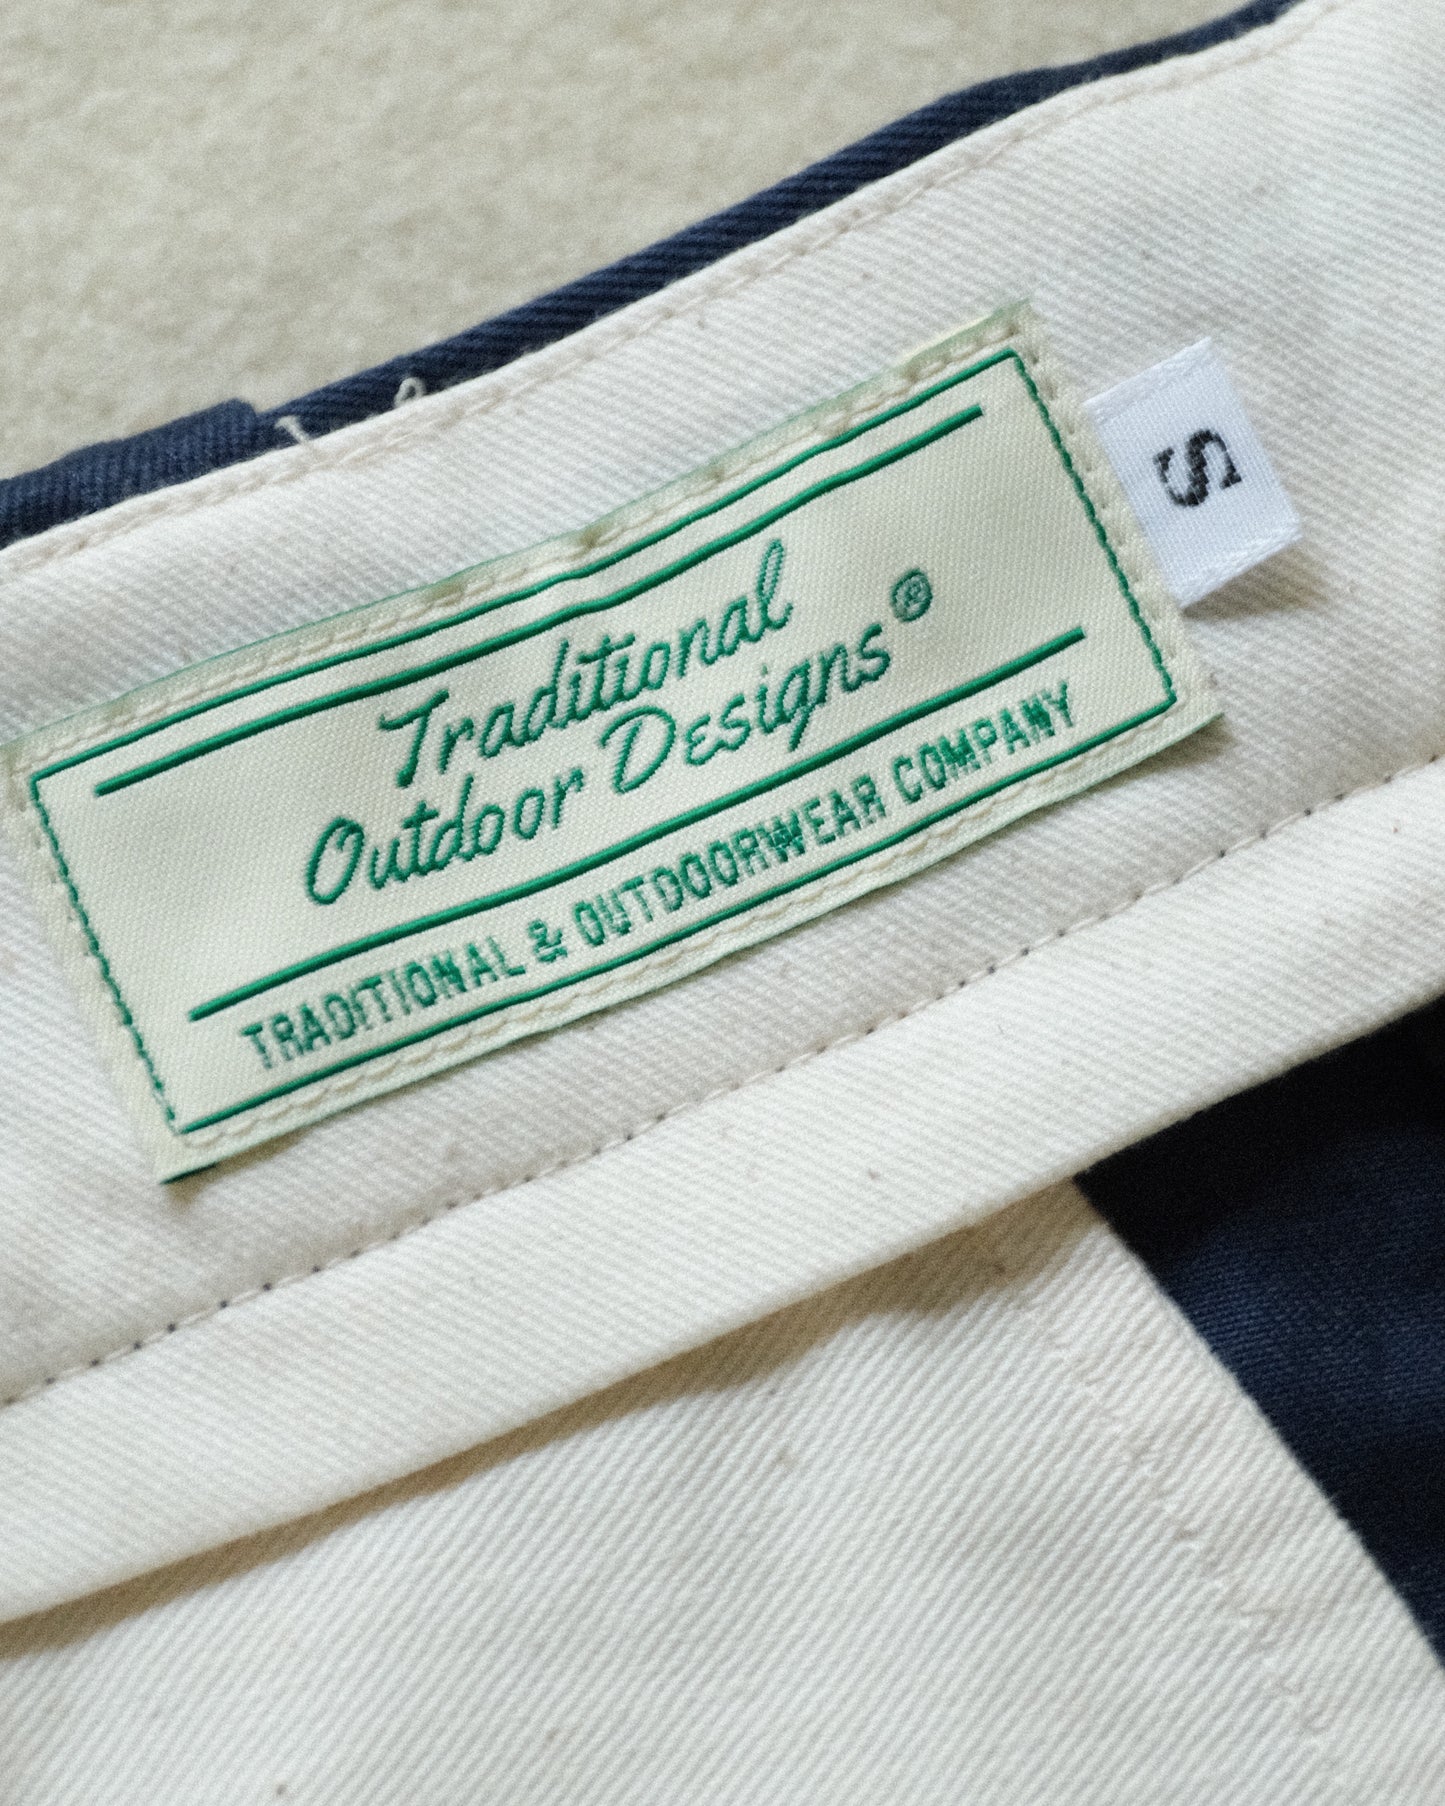 Traditional
Outdoor Designs®
TRADITIONAL & OUTDOORWEAR COMPANY
S